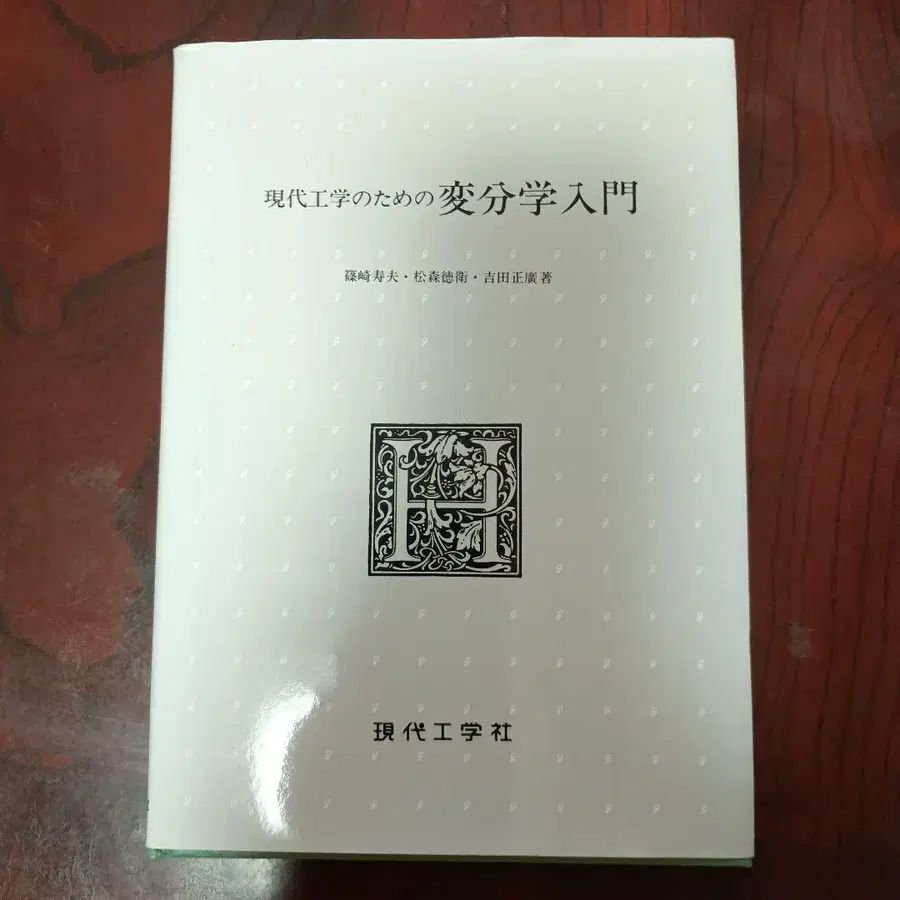 現代工学のための変分学入門
篠崎寿夫・松森徳衛・吉田正廣著
H
現代工学社